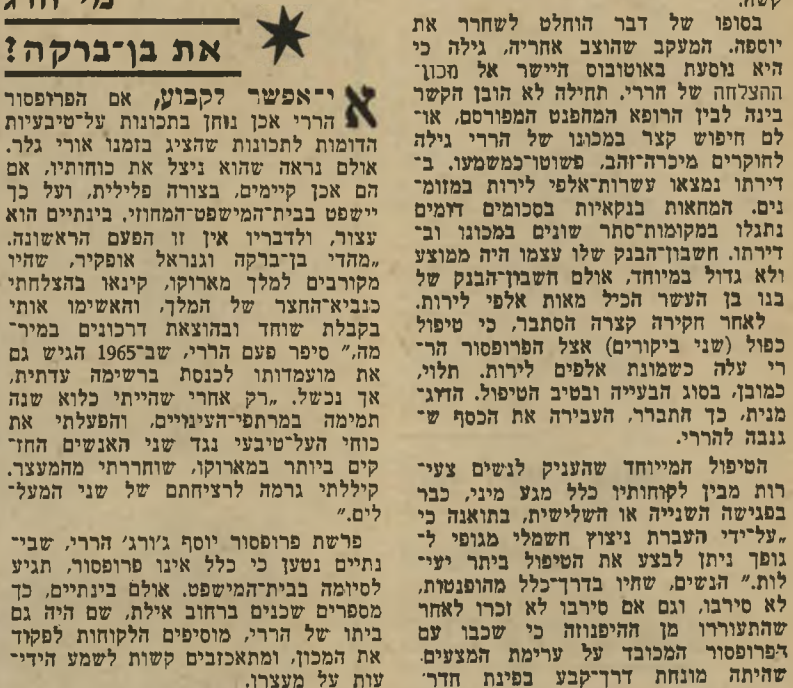 קשה.
בסופו של דבר הוחלט לשחרר את
יוספה. המעקב שהוצב אחריה, גילה כי
היא נוסעת באוטובוס היישר אל מכון־
ההצלחה של הררי. תחילה לא הובן הקשר
בינה לבין הרופא המהפנט המפורסם, או־
לם חיפוש קצר במכונו של הררי גילה
לחוקרים מיכרה־זהב, פשוטו־כמשמעו. ב־
דירתו נמצאו עשרות־אלפי לירות במזומ־
נים. המחאות בנקאיות בסכומים דומים
נתגלו במקומות־סתר שונים במכונו וב־
דירתו. חשבון־הבנק שלו עצמו היה ממוצע
ולא גדול במיוחד, אולם חשבון־הבנק של
בנו בן העשר הכיל מאות אלפי לירות.
לאחר חקירה קצרה הסתבר, כי טיפול
כפול (שני ביקורים) אצל הפרופסור הר־
רי עלה כשמונת אלפים לירות. תלוי,
כמובן, בסוג הבעייה ובטיב הטיפול. הדוג־
מנית, כך התברר, העבירה את הכסף ש־
גנבה להררי.
הטיפול המייוחד שהעניק לנשים צעי־
רות מבין לקוחותיו כלל מגע מיני, כבר
בפגישה השנייה או השלישית, בתואנה כי
„על־ידי העברת ניצוץ חשמלי מגופי ל־
גופך ניתן לבצע את הטיפול ביתר יעי־
לות." הנשים, שהיו בדרך־כלל מהופנטות,
לא סירבו, וגם אם סירבו לא זכרו לאחר
שהתעוררו מן ההיפנוזה כי שכבו עם
הפרופסור המכובד על ערימת המצעים
שהיתה מונחת דרך־קבע בפינת חדר־
מי הרג
את בן־ברקה?
אי־אפשר לקבוע, אם הפרופסור
הררי אכן נוחן בתכונות על־טיבעיות
הדומות לתכונות שהציג בזמנו אורי גלר.
אולם נראה שהוא ניצל את כוחותיו, אם
הם אכן קיימים, בצורה פלילית, ועל כך
יישפט בבית־המישפט־המחוזי. בינתיים הוא
עצור, ולדבריו אין זו הפעם הראשונה.
„מהדי בן־ברקה וגנראל אופקיר, שהיו
מקורבים למלך מארוקו, קינאו בהצלחתי
כנביא־החצר של המלך, והאשימו אותי
בקבלת שוחד ובהוצאת דרכונים במיר־
מה," סיפר פעם הררי, שב־1965 הגיש גם
את מועמדותו לכנסת ברשימה עדתית,
אך נכשל. „רק אחרי שהייתי כלוא שנה
תמימה במרתפי־העינויים, והפעלתי את
כוחי העל־טיבעי נגד שני האנשים החז־
קים ביותר במארוקו, שוחררתי מהמעצר.
קיללתי גרמה לרציחתם של שני המעל־
לים."
פרשת פרופסור יוסף ג'ורג' הררי, שבי־
נתיים נטען כי כלל אינו פרופסור, תגיע
לסיומה בבית־המישפט. אולם בינתיים, כך
מספרים שכנים ברחוב אילת, שם היה גם
ביתו של הררי, מוסיפים הלקוחות לפקוד
את המכון, ומתאכזבים קשות לשמע הידי־
עות על מעצרו.